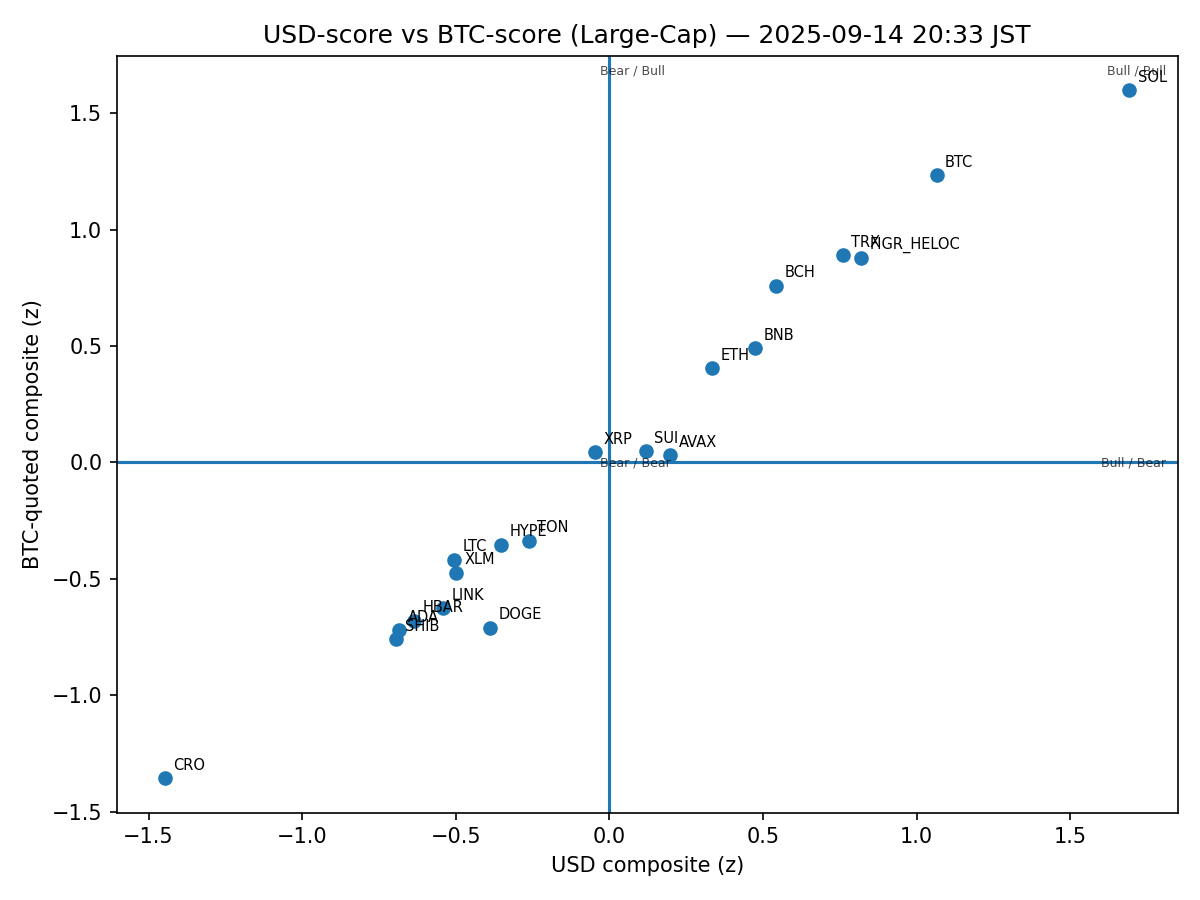 USD-score vs BTC-score (Large-Cap) — 2025-09-14 20:33 JST
Bear / Bull
Bull / Bull
SOL
1.5
BTC
1.0
TRX
FIGR_HELOC
BCH
0.5
BNB
ETH
XRP
SUI
AVAX
0.0
Bear / Bear
Bull / Bear
HYPE
TON
LTC
XLM
−0.5
LINK
HBAR
DOGE
ADA
SHIB
−1.0
CRO
−1.5
−1.5
−1.0
−0.5
0.0
0.5
1.0
1.5
USD composite (z)
BTC-quoted composite (z)